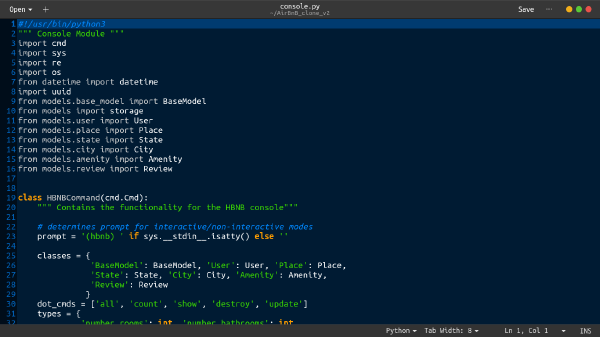 Open
console.py
~/AirBnB_clone_v2
Save
1 #!/usr/bin/python3
2 """ Console Module """
3 import cmd
4 import sys
5 import re
6 import os
7 from datetime import datetime
8 import uuid
9 from models.base_model import BaseModel
10 from models import storage
11 from models.user import User
12 from models.place import Place
13 from models.state import State
14 from models.city import City
15 from models.amenity import Amenity
16 from models.review import Review
17
18
19 class HBNBCommand(cmd.Cmd):
20     """ Contains the functionality for the HBNB console"""
21
22     # determines prompt for interactive/non-interactive modes
23     prompt = '(hbnb) ' if sys.__stdin__.isatty() else ''
24
25     classes = {
26                'BaseModel': BaseModel, 'User': User, 'Place': Place,
27                'State': State, 'City': City, 'Amenity': Amenity,
28                'Review': Review
29               }
30     dot_cmds = ['all', 'count', 'show', 'destroy', 'update']
31     types = {
32              'number_rooms': int, 'number_bathrooms': int,
Python Tab Width: 8 Ln 1, Col 1 INS